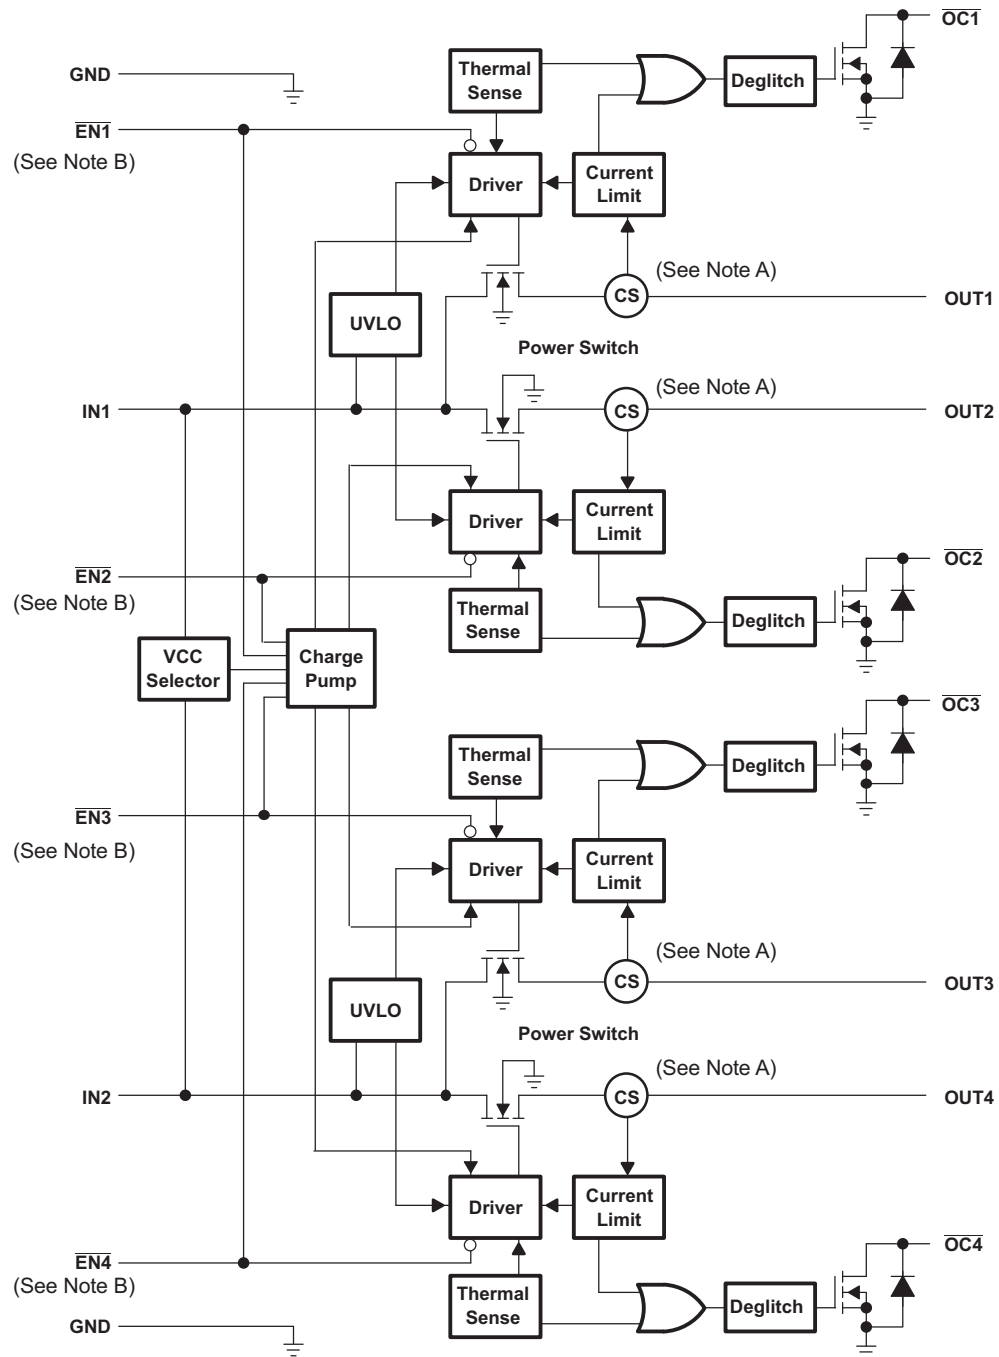 OC1
GND
Thermal
Sense
Deglitch
EN1
(See Note B)
Driver
Current
Limit
(See Note A)
CS
OUT1
UVLO
Power Switch
IN1
CS
(See Note A)
OUT2
Driver
Current
Limit
EN2
(See Note B)
OC2
Thermal
Sense
Deglitch
VCC
Selector
Charge
Pump
OC3
Thermal
Sense
Deglitch
EN3
(See Note B)
Driver
Current
Limit
(See Note A)
CS
OUT3
UVLO
Power Switch
IN2
CS
(See Note A)
OUT4
Driver
Current
Limit
EN4
(See Note B)
OC4
Thermal
Sense
Deglitch
GND